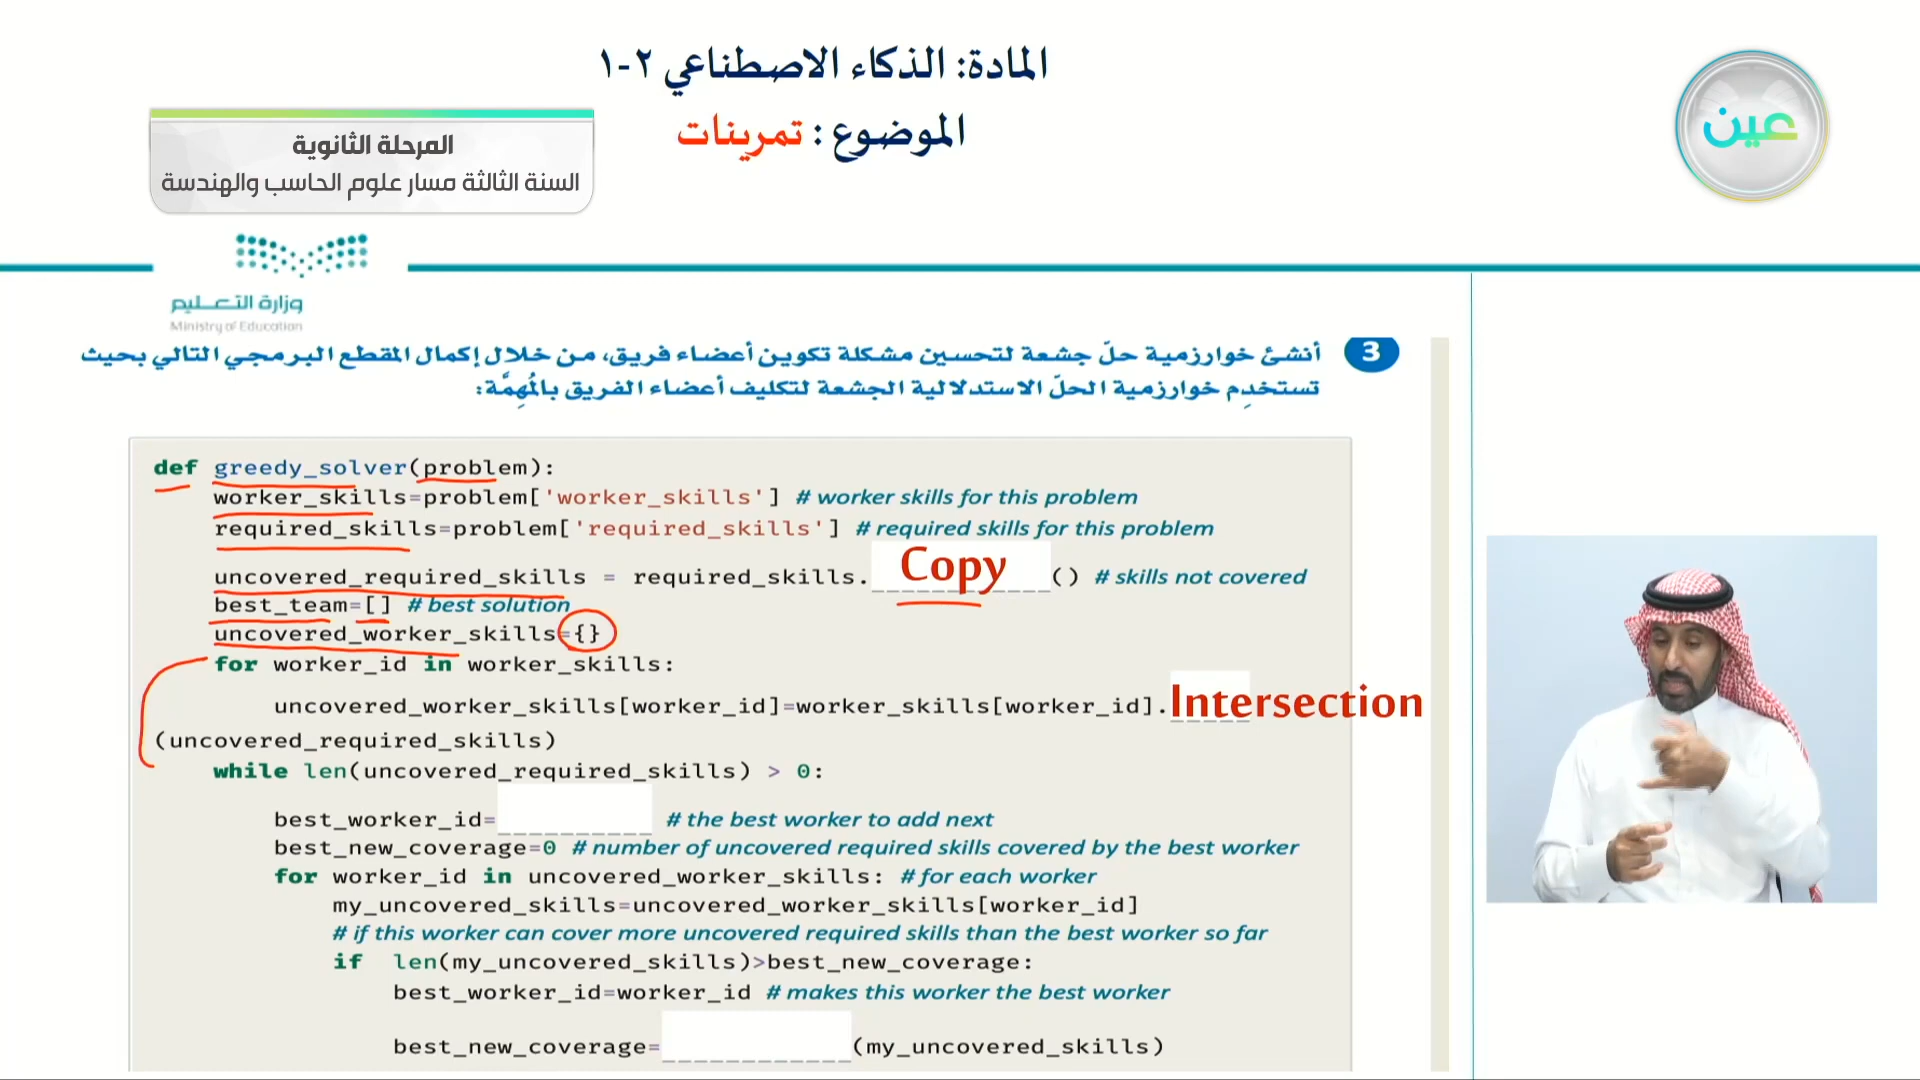 المادة: الذكاء الاصطناعي ٢-١
الموضوع : تمرينات
المرحلة الثانوية
السنة الثالثة مسار علوم الحاسب والهندسة
عين
وزارة التعليم
Ministry of Education
3 أنشئ خوارزمية حلّ جشعة لتحسين مشكلة تكوين أعضاء فريق، من خلال إكمال المقطع البرمجي التالي بحيث
تستخدِم خوارزمية الحلّ الاستدلالية الجشعة لتكليف أعضاء الفريق بالمُهِمَّة:
def greedy_solver(problem):
worker_skills=problem['worker_skills'] # worker skills for this problem
required_skills=problem['required_skills'] # required skills for this problem
uncovered_required_skills = required_skills. Copy () # skills not covered
best_team=[] # best solution
uncovered_worker_skills={}
for worker_id in worker_skills:
uncovered_worker_skills[worker_id]=worker_skills[worker_id]. Intersection
(uncovered_required_skills)
while len(uncovered_required_skills) > 0:
best_worker_id= # the best worker to add next
best_new_coverage=0 # number of uncovered required skills covered by the best worker
for worker_id in uncovered_worker_skills: # for each worker
my_uncovered_skills=uncovered_worker_skills[worker_id]
# if this worker can cover more uncovered required skills than the best worker so far
if len(my_uncovered_skills)>best_new_coverage:
best_worker_id=worker_id # makes this worker the best worker
best_new_coverage= (my_uncovered_skills)